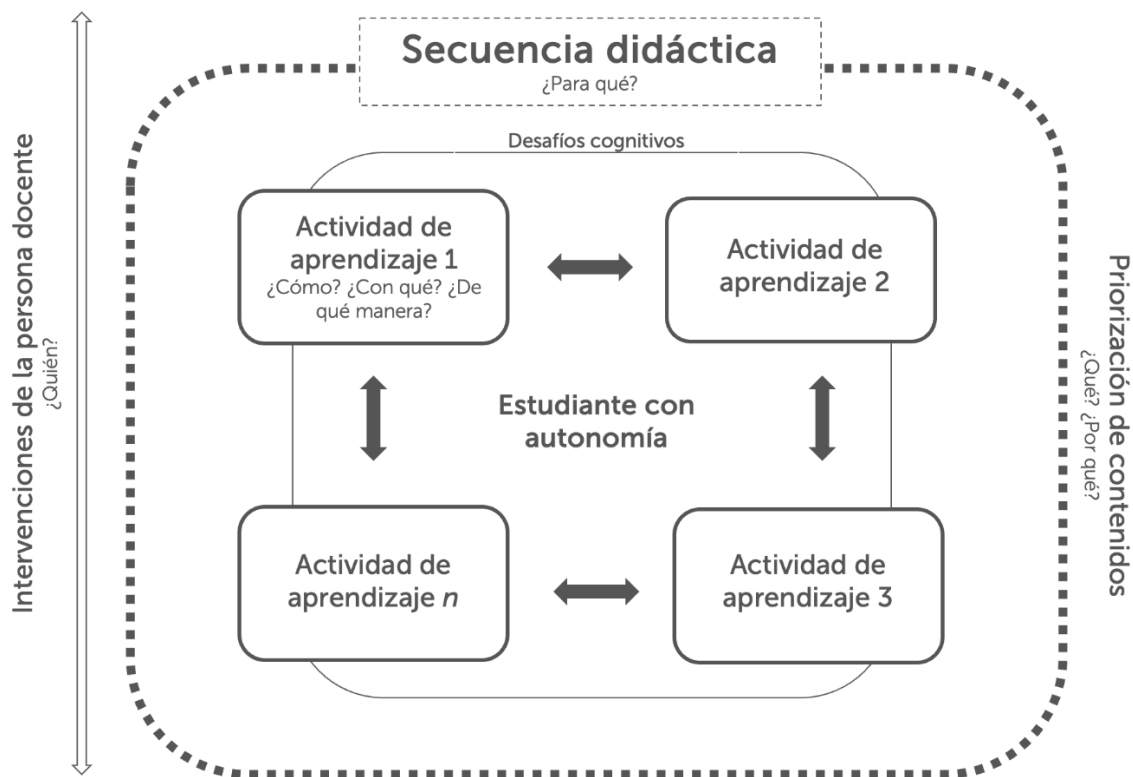 Secuencia didáctica
¿Para qué?
Desafíos cognitivos
Intervenciones de la persona docente
¿Quién?
Actividad de
aprendizaje 1
¿Cómo? ¿Con qué? ¿De
qué manera?
Actividad de
aprendizaje 2
Estudiante con
autonomía
Actividad de
aprendizaje n
Actividad de
aprendizaje 3
Priorización de contenidos
¿Qué? ¿Por qué?